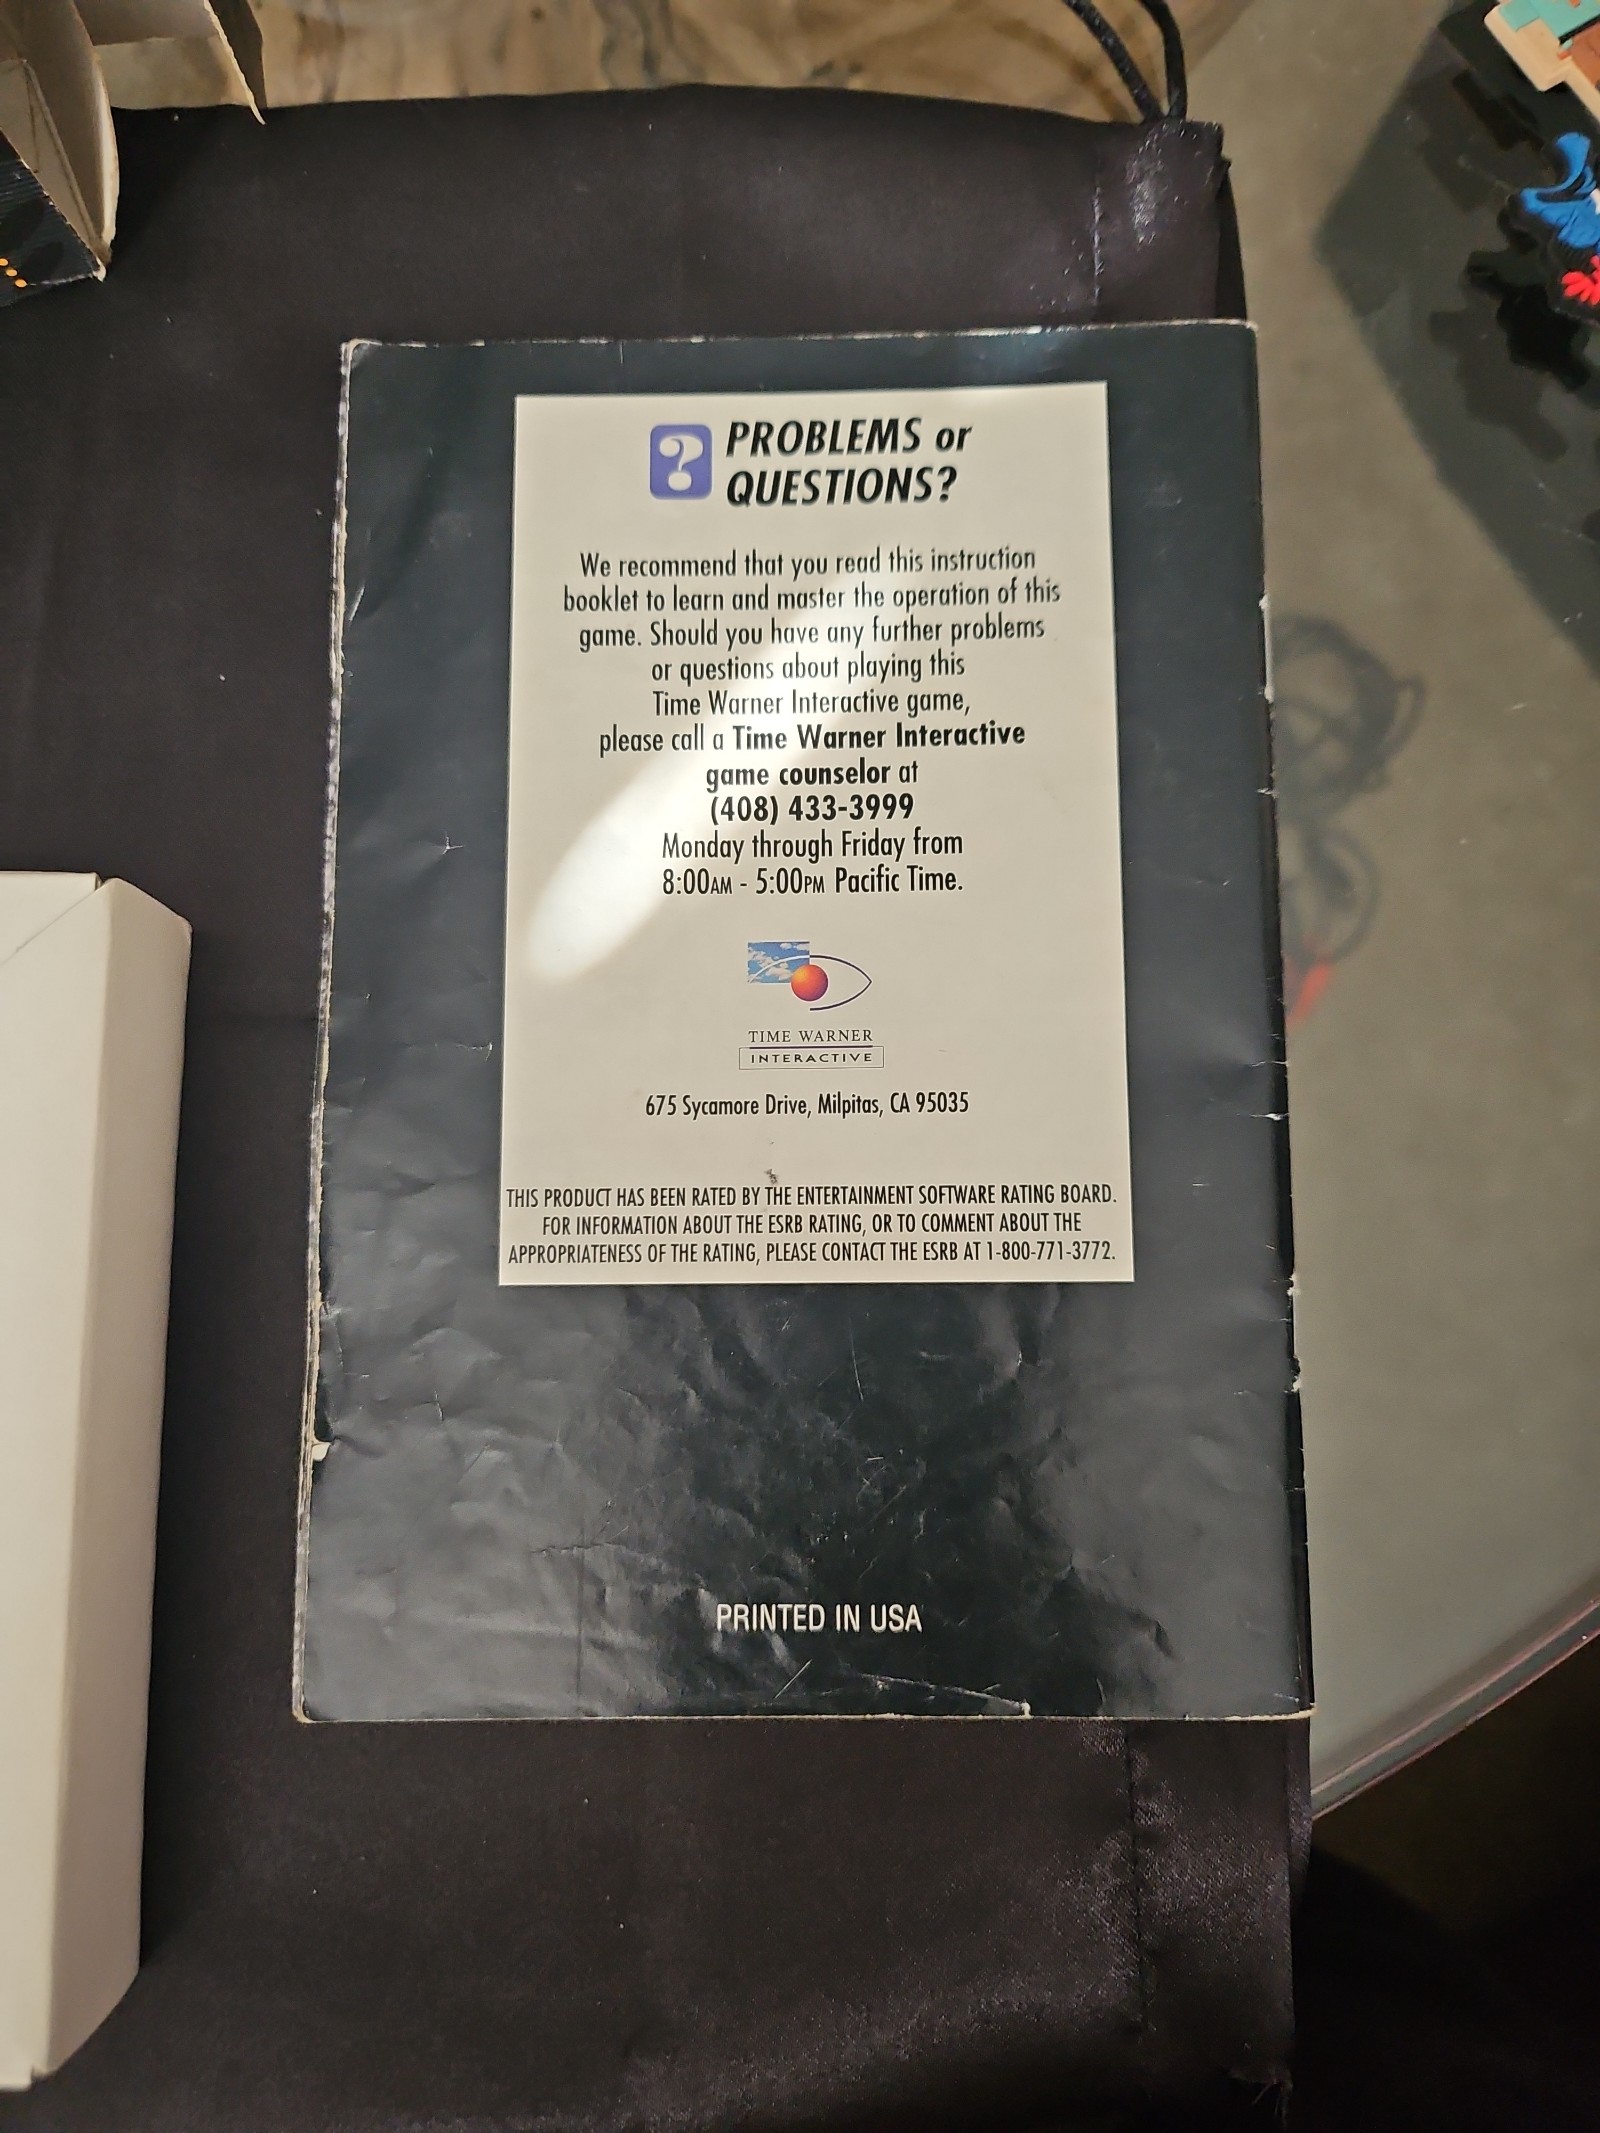 ?
PROBLEMS or
QUESTIONS?
We recommend that you read this instruction
booklet to learn and master the operation of this
game. Should you have any further problems
or questions about playing this
Time Warner Interactive game,
please call a Time Warner Interactive
game counselor at
(408) 433-3999
Monday through Friday from
8:00AM - 5:00PM Pacific Time.
TIME WARNER
INTERACTIVE
675 Sycamore Drive, Milpitas, CA 95035
THIS PRODUCT HAS BEEN RATED BY THE ENTERTAINMENT SOFTWARE RATING BOARD.
FOR INFORMATION ABOUT THE ESRB RATING, OR TO COMMENT ABOUT THE
APPROPRIATENESS OF THE RATING, PLEASE CONTACT THE ESRB AT 1-800-771-3772.
PRINTED IN USA